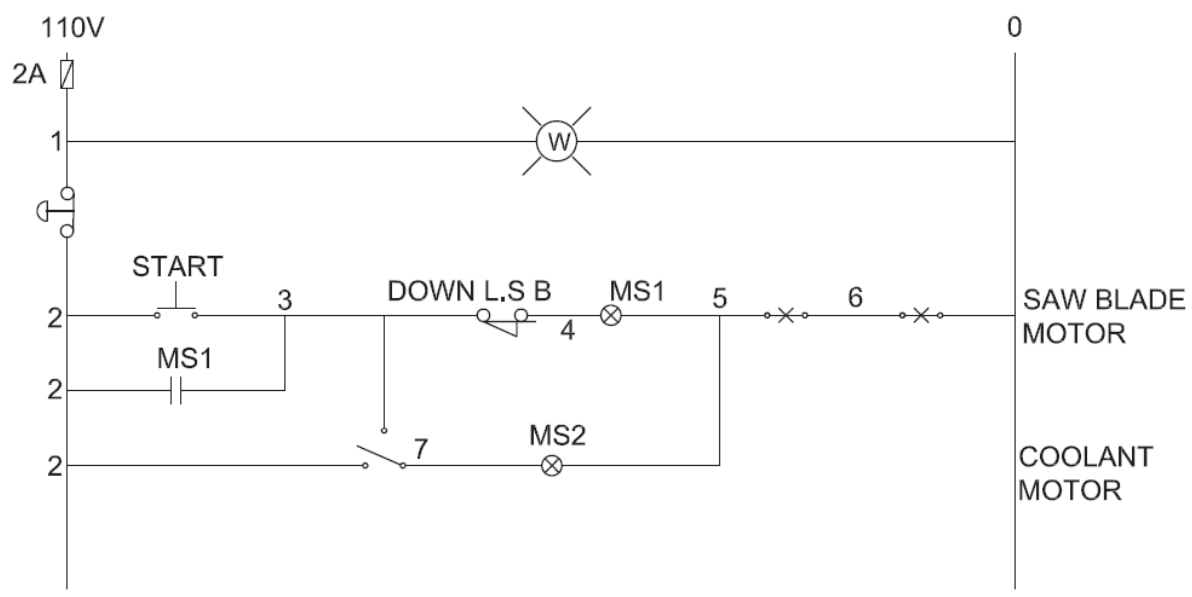 110V
0
2A
1
W
START
3
DOWN L.S B
MS1
5
6
2
4
SAW BLADE
MOTOR
MS1
2
7
MS2
2
COOLANT
MOTOR